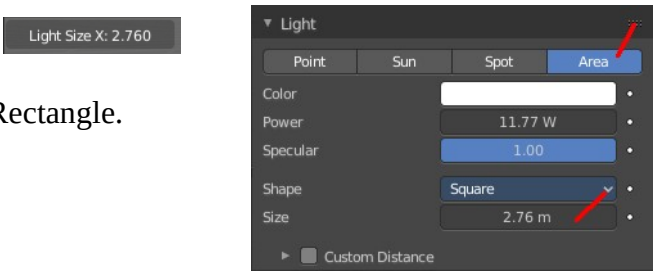 Light Size X: 2.760
Rectangle.
Light
Point Sun Spot Area
Color
Power 11.77 W
Specular 1.00
Shape Square
Size 2.76 m
Custom Distance